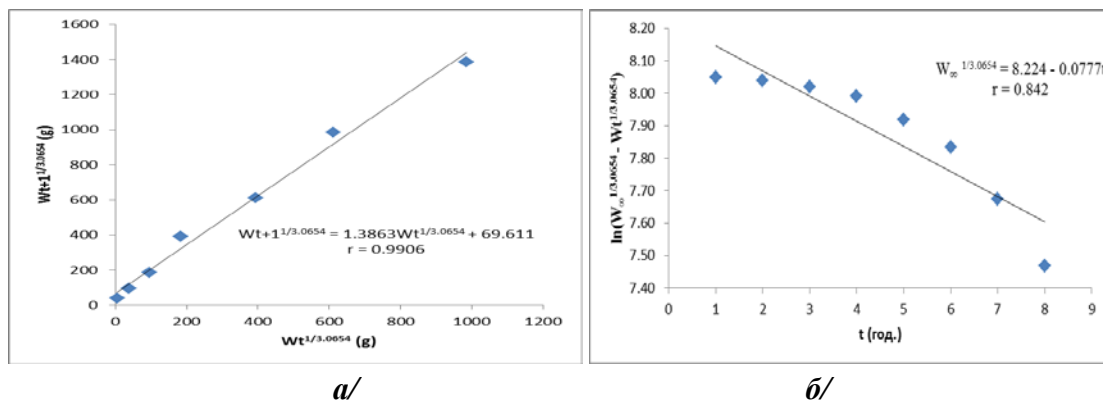 1600
1400
1200
1000
800
600
400
200
0
Wt+1^1/3.0654 (g)
Wt+1^1/3.0654 = 1.3863Wt^1/3.0654 + 69.611
r = 0.9906
0 200 400 600 800 1000 1200
Wt^1/3.0654 (g)
а/
8.20
8.10
8.00
7.90
7.80
7.70
7.60
7.50
7.40
ln(W∞^1/3.0654 - Wt^1/3.0654)
W∞^1/3.0654 = 8.224 - 0.0777t
r = 0.842
0 1 2 3 4 5 6 7 8 9
t (год.)
б/